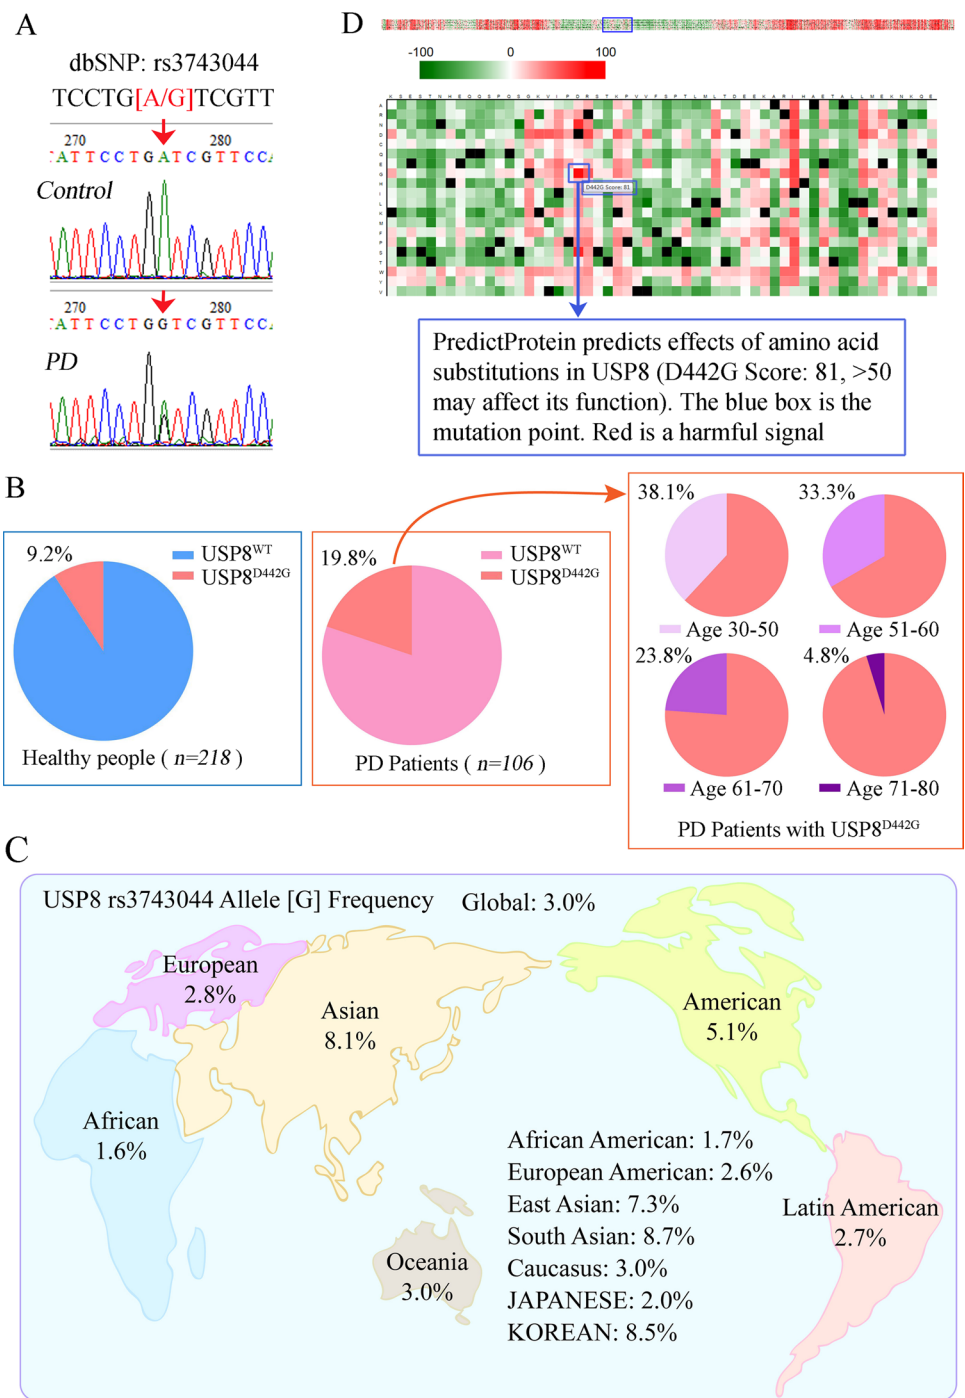 A
dbSNP: rs3743044
TCCTG[A/G]TCGTT
270 280
ATTCCTGATCGTTCCA
Control
270 280
ATTCCTGGTCGTTCCA
PD
D
-100 0 100
A
R
N
D
C
Q
E
G
H
I
L
K
M
F
P
S
T
W
Y
V
D442G Score: 81
PredictProtein predicts effects of amino acid
substitutions in USP8 (D442G Score: 81, >50
may affect its function). The blue box is the
mutation point. Red is a harmful signal
B
9.2%
USP8WT
USP8D442G
Healthy people ( n=218 )
19.8%
USP8WT
USP8D442G
PD Patients ( n=106 )
38.1%
Age 30-50
33.3%
Age 51-60
23.8%
Age 61-70
4.8%
Age 71-80
PD Patients with USP8D442G
C
USP8 rs3743044 Allele [G] Frequency Global: 3.0%
European
2.8%
Asian
8.1%
American
5.1%
African
1.6%
Oceania
3.0%
African American: 1.7%
European American: 2.6%
East Asian: 7.3%
South Asian: 8.7%
Caucasus: 3.0%
JAPANESE: 2.0%
KOREAN: 8.5%
Latin American
2.7%